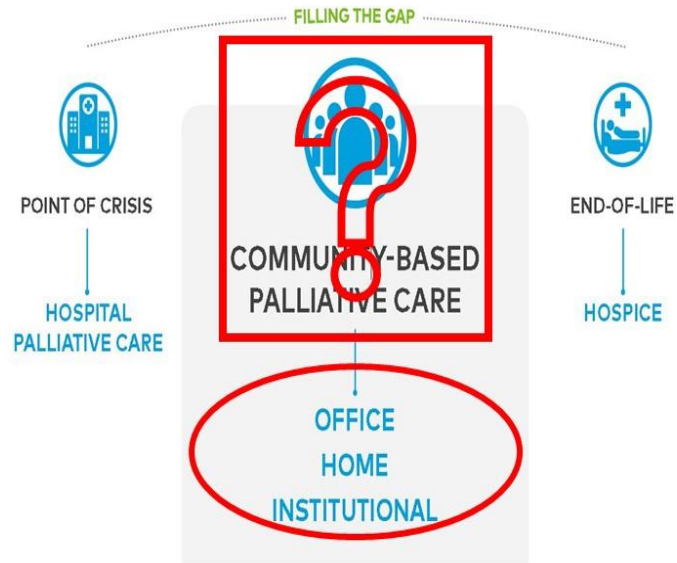 FILLING THE GAP
POINT OF CRISIS
HOSPITAL
PALLIATIVE CARE
COMMUNITY-BASED
PALLIATIVE CARE
OFFICE
HOME
INSTITUTIONAL
END-OF-LIFE
HOSPICE